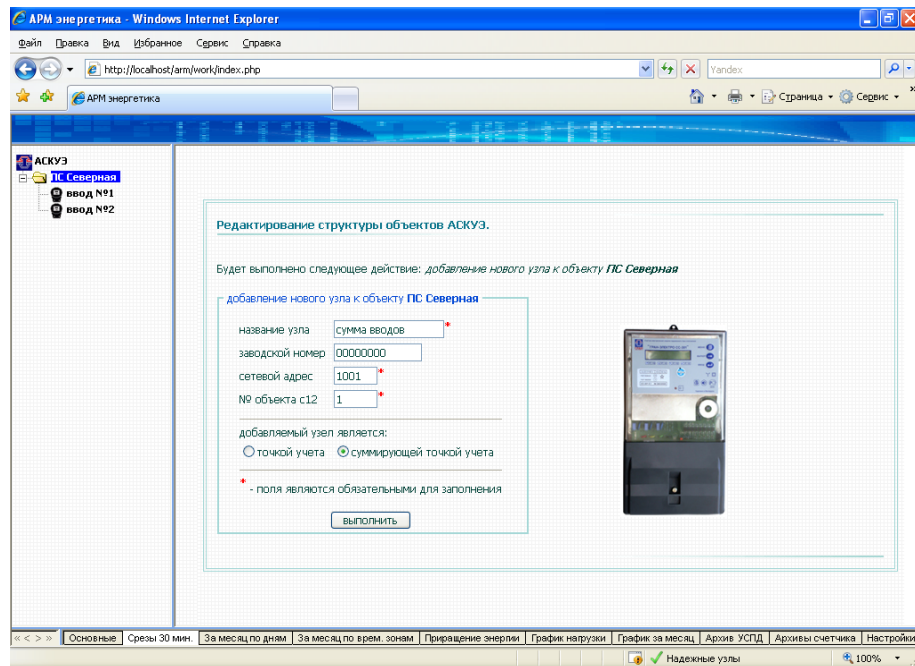 АРМ энергетика - Windows Internet Explorer
Файл Правка Вид Избранное Сервис Справка
http://localhost/arm/work/index.php
Yandex
АРМ энергетика
Страница Сервис
АСКУЭ
ПС Северная
ввод №1
ввод №2
Редактирование структуры объектов АСКУЭ.
Будет выполнено следующее действие: добавление нового узла к объекту ПС Северная
добавление нового узла к объекту ПС Северная
название узла сумма вводов *
заводской номер 00000000
сетевой адрес 1001 *
№ объекта с12 1 *
добавляемый узел является:
точкой учета суммирующей точкой учета
* - поля являются обязательными для заполнения
выполнить
« < > » Основные Срезы 30 мин. За месяц по дням За месяц по врем. зонам Приращение энергии График нагрузки График за месяц Архив УСПД Архивы счетчика Настройки
Надежные узлы 100%